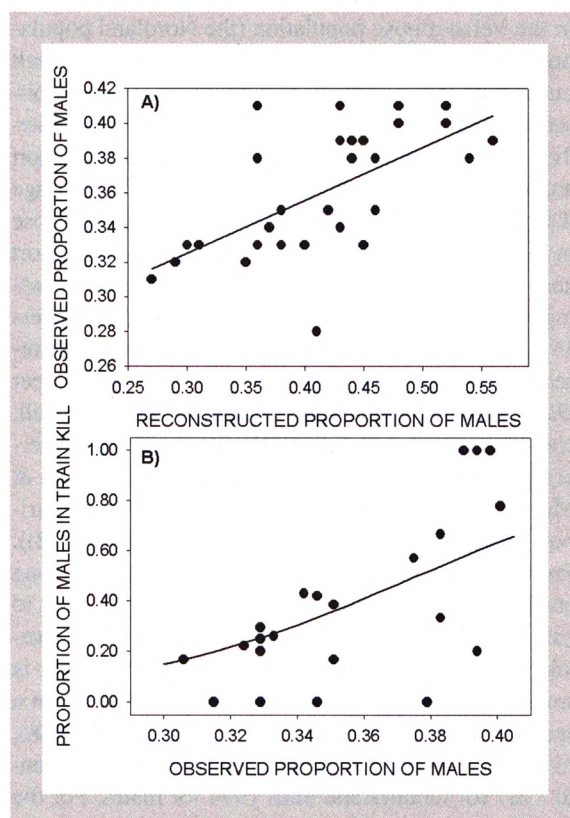 A)
OBSERVED PROPORTION OF MALES
0.42
0.40
0.38
0.36
0.34
0.32
0.30
0.28
0.26
0.25 0.30 0.35 0.40 0.45 0.50 0.55
RECONSTRUCTED PROPORTION OF MALES
B)
PROPORTION OF MALES IN TRAIN KILL
1.00
0.80
0.60
0.40
0.20
0.00
0.30 0.32 0.34 0.36 0.38 0.40
OBSERVED PROPORTION OF MALES